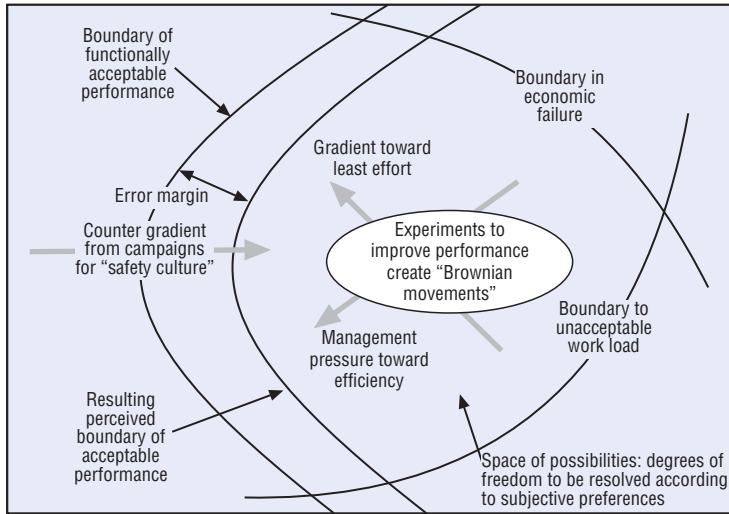 Boundary of
functionally
acceptable
performance
Boundary in
economic
failure
Gradient toward
least effort
Error margin
Counter gradient
from campaigns
for “safety culture”
Experiments to
improve performance
create “Brownian
movements”
Boundary to
unacceptable
work load
Management
pressure toward
efficiency
Resulting
perceived
boundary of
acceptable
performance
Space of possibilities: degrees of
freedom to be resolved according
to subjective preferences